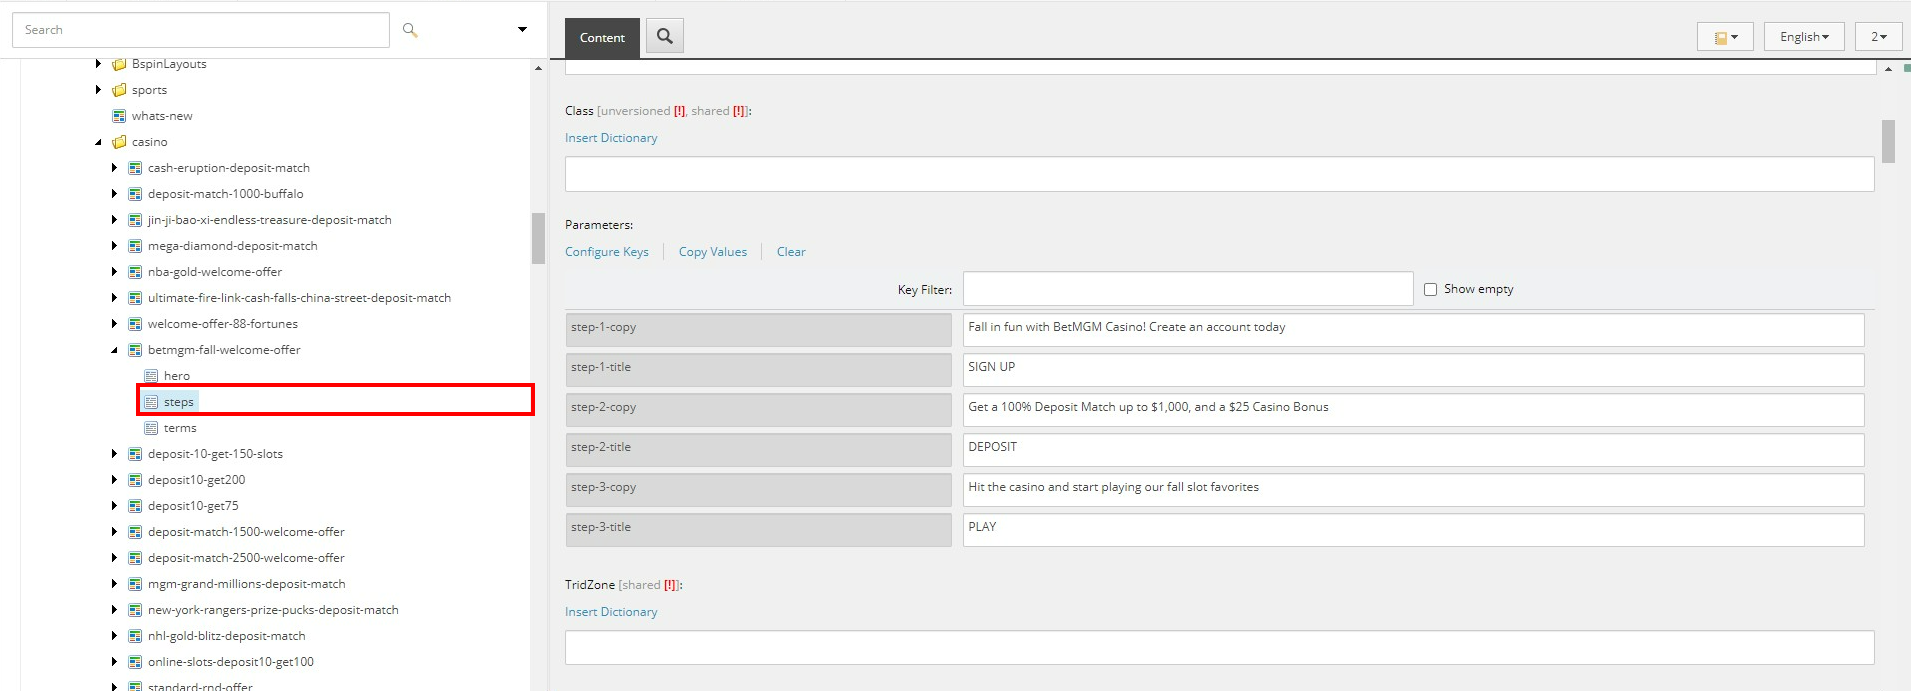 Search
BspinLayouts
sports
whats-new
casino
cash-eruption-deposit-match
deposit-match-1000-buffalo
jin-ji-bao-xi-endless-treasure-deposit-match
mega-diamond-deposit-match
nba-gold-welcome-offer
ultimate-fire-link-cash-falls-china-street-deposit-match
welcome-offer-88-fortunes
betmgm-fall-welcome-offer
hero
steps
terms
deposit-10-get-150-slots
deposit10-get200
deposit10-get75
deposit-match-1500-welcome-offer
deposit-match-2500-welcome-offer
mgm-grand-millions-deposit-match
new-york-rangers-prize-pucks-deposit-match
nhl-gold-blitz-deposit-match
online-slots-deposit10-get100
standard-rnd-offer
Content
English
2
Class [unversioned [!], shared [!]]:
Insert Dictionary
Parameters:
Configure Keys Copy Values Clear
Key Filter: Show empty
step-1-copy Fall in fun with BetMGM Casino! Create an account today
step-1-title SIGN UP
step-2-copy Get a 100% Deposit Match up to $1,000, and a $25 Casino Bonus
step-2-title DEPOSIT
step-3-copy Hit the casino and start playing our fall slot favorites
step-3-title PLAY
TridZone [shared [!]]:
Insert Dictionary